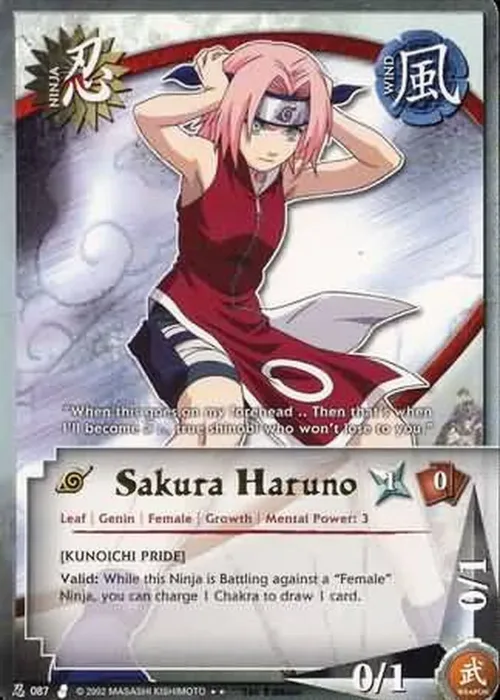 忍
NINJA
風
WIND
"When this goes on my forehead .. Then that's when
I'll become a ... true shinobi who won't lose to you."
Sakura Haruno 1 0
Leaf | Genin | Female | Growth | Mental Power: 3
[KUNOICHI PRIDE]
Valid: While this Ninja is Battling against a "Female"
Ninja, you can charge 1 Chakra to draw 1 card.
0/1
0/1
武
WEAPON
忍 087 © 2002 MASASHI KISHIMOTO